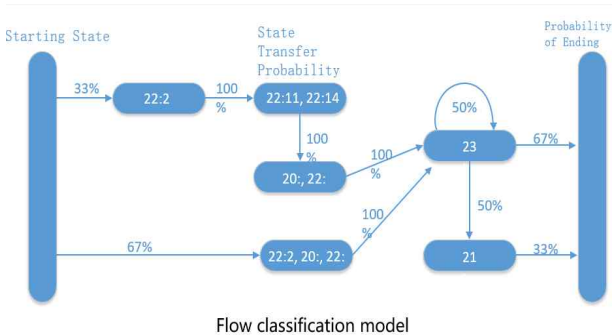 Starting State
State
Transfer
Probability
Probability
of Ending
33%
22:2
100
%
22:11, 22:14
100
%
20:, 22:
100
%
50%
23
67%
67%
22:2, 20:, 22:
100
%
50%
21
33%
Flow classification model